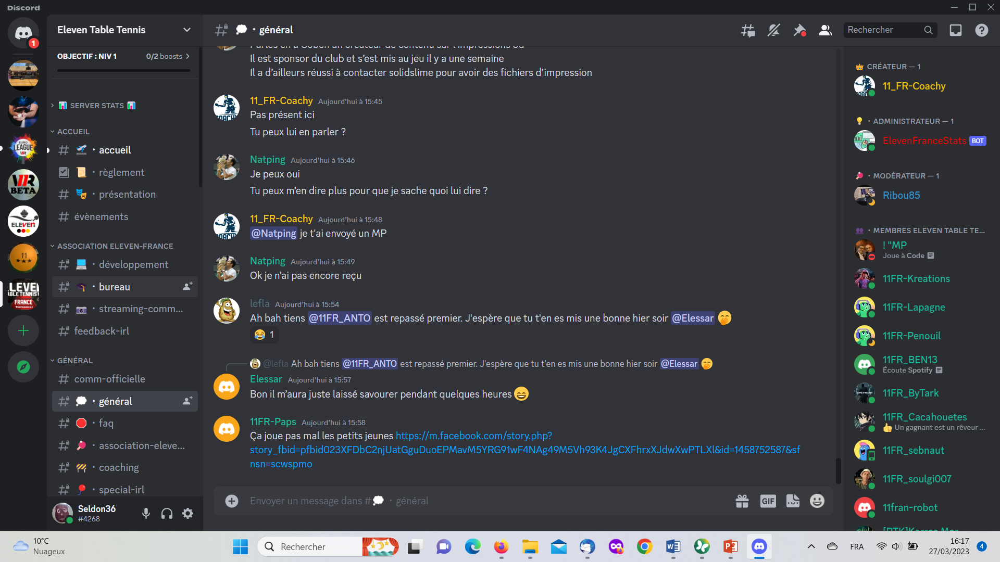 Discord
1
Eleven Table Tennis
OBJECTIF : NIV 1
0/2 boosts
SERVER STATS
ACCUEIL
accueil
règlement
présentation
évènements
ASSOCIATION ELEVEN-FRANCE
développement
bureau
streaming-comm...
feedback-irl
GÉNÉRAL
comm-officielle
général
faq
association-eleve...
coaching
special-irl
Seldon36
#4268
EURO
LEAGUE
VR
VR
BETA
ELEVEN
11
FRANCE
Tournament
· général
Rechercher
Il est sponsor du club et s'est mis au jeu il y a une semaine
Il a d'ailleurs réussi à contacter solidslime pour avoir des fichiers d'impression
11_FR-Coachy Aujourd'hui à 15:45
Pas présent ici
Tu peux lui en parler ?
Natping Aujourd'hui à 15:46
Je peux oui
Tu peux m'en dire plus pour que je sache quoi lui dire ?
11_FR-Coachy Aujourd'hui à 15:48
@Natping je t'ai envoyé un MP
Natping Aujourd'hui à 15:49
Ok je n'ai pas encore reçu
lefla Aujourd'hui à 15:54
Ah bah tiens @11FR_ANTO est repassé premier. J'espère que tu t'en es mis une bonne hier soir @Elessar 🤭
😂 1
@lefla Ah bah tiens @11FR_ANTO est repassé premier. J'espère que tu t'en es mis une bonne hier soir @Elessar 🤭
Elessar Aujourd'hui à 15:57
Bon il m'aura juste laissé savourer pendant quelques heures 😄
11FR-Paps Aujourd'hui à 15:58
Ça joue pas mal les petits jeunes https://m.facebook.com/story.php?
story_fbid=pfbid023XFDbC2njUatGguDuoEPMavM5YRG91wF4NAg49M5Vh93K4JgCXFhrxXJdwXwPTLXl&id=1458752587&sf
nsn=scwspmo
Envoyer un message dans #💭 · général
GIF
CRÉATEUR — 1
11_FR-Coachy
· ADMINISTRATEUR — 1
ElevenFranceStats BOT
· MODÉRATEUR — 1
Ribou85
· MEMBRES ELEVEN TABLE TE...
! "MP
Joue à Code
11FR-Kreations
11FR-Lapagne
11FR-Penouil
11FR_BEN13
Écoute Spotify
11FR_ByTark
11FR_Cacahouetes
👍 Un gagnant est un rêveur ...
11FR_sebnaut
11FR_soulgi007
11fran-robot
10°C
Nuageux
Rechercher
FRA
16:17
27/03/2023
4